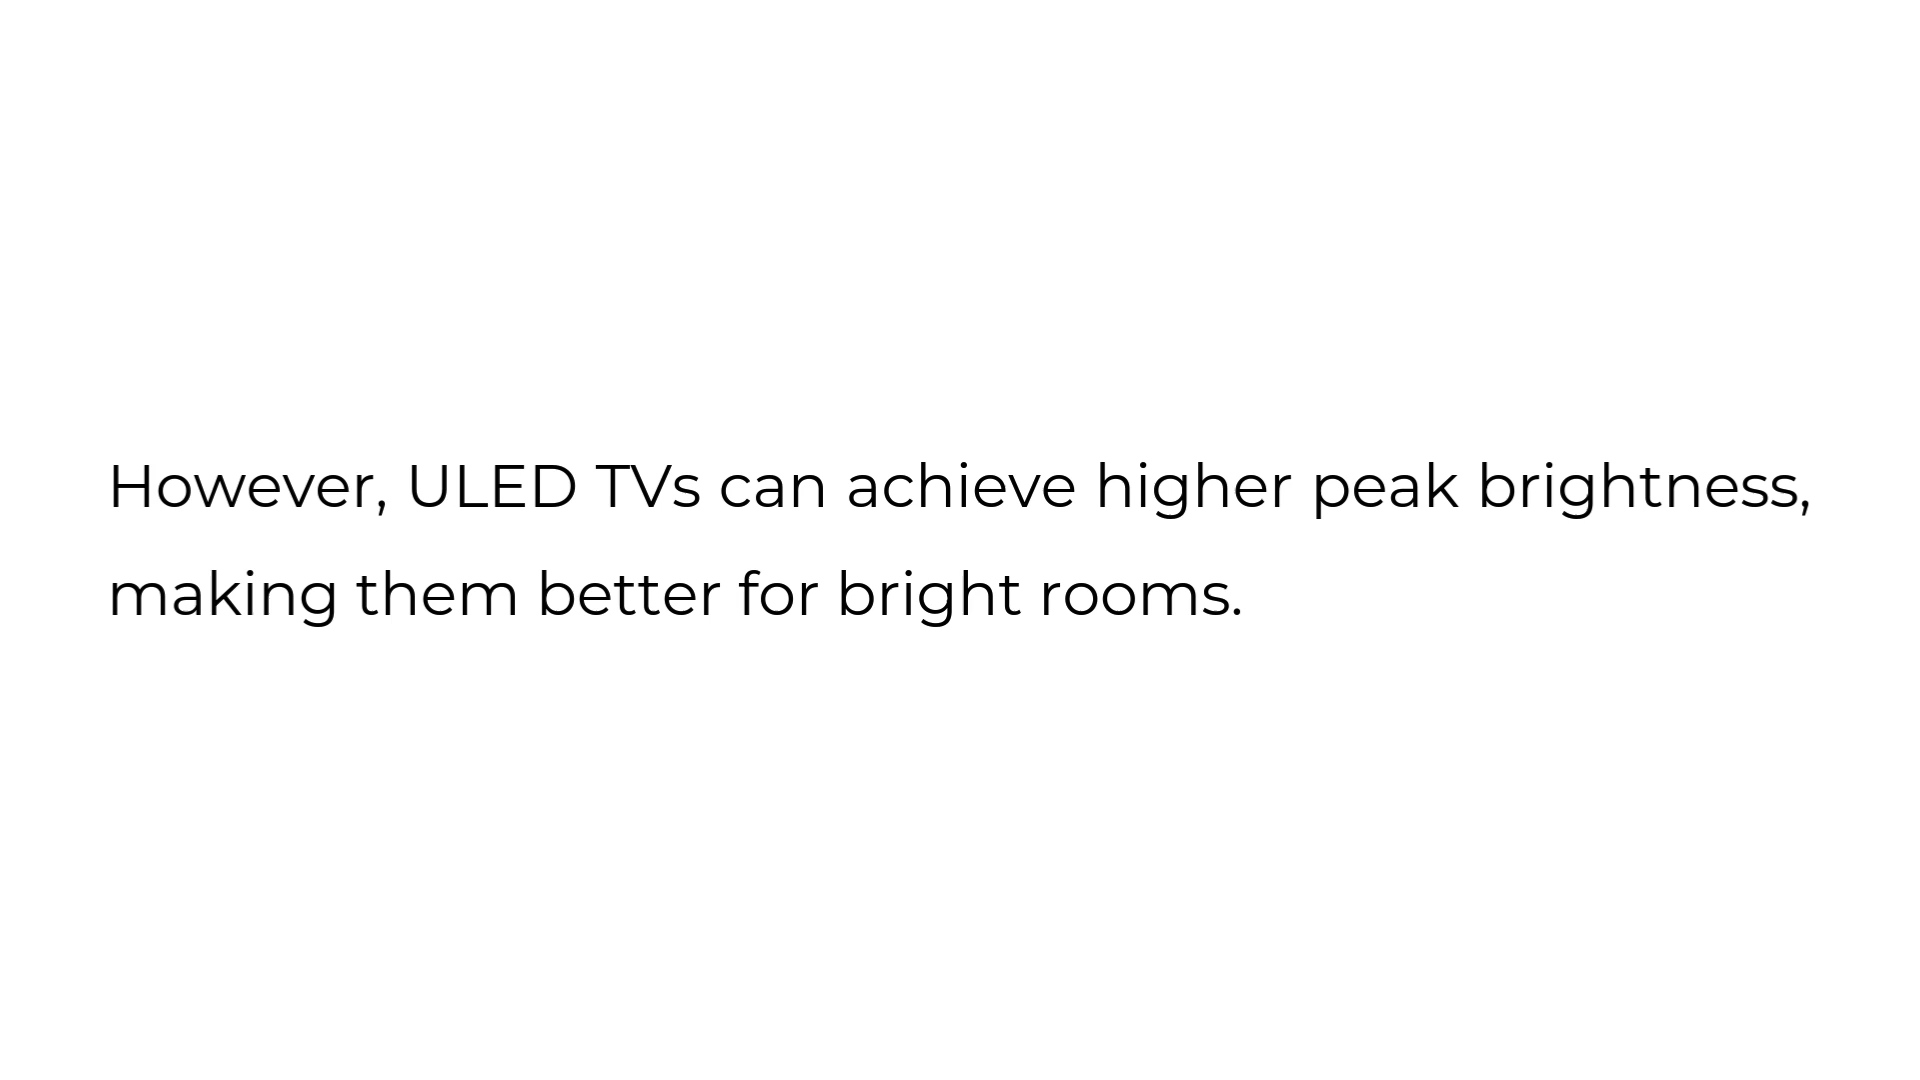 However, ULED TVs can achieve higher peak brightness,
making them better for bright rooms.